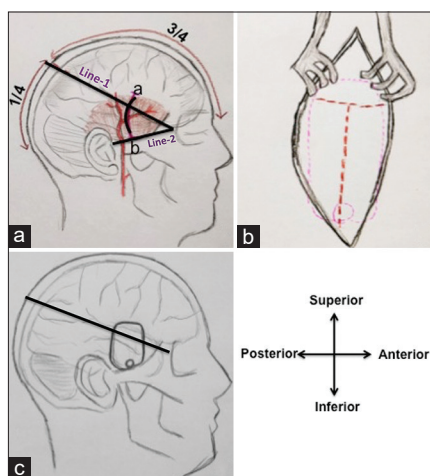 3/4
1/4
Line-1
a
Line-2
b
a
b
c
Superior
Posterior
Anterior
Inferior